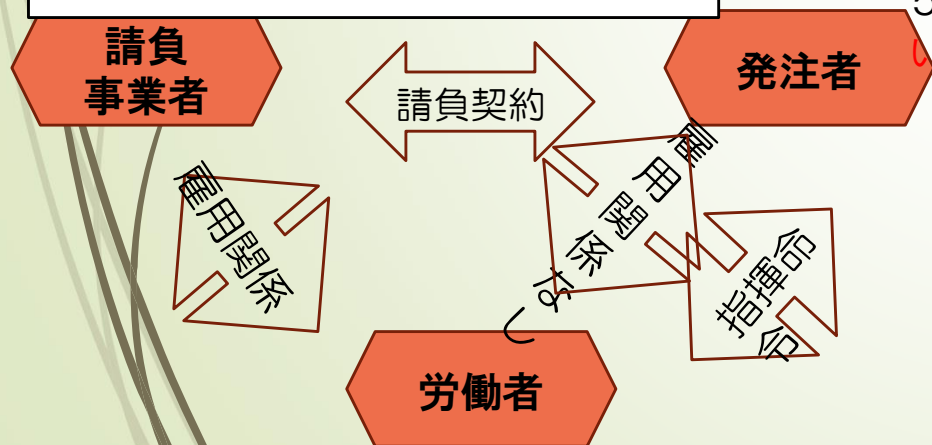 請負
事業者
請負契約
発注者
雇用関係
雇用関係なし
指揮命令
労働者